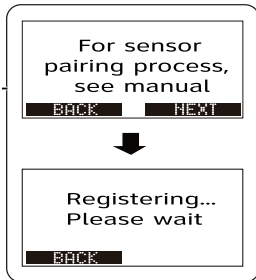 For sensor
pairing process,
see manual
BACK NEXT
Registering...
Please wait
BACK